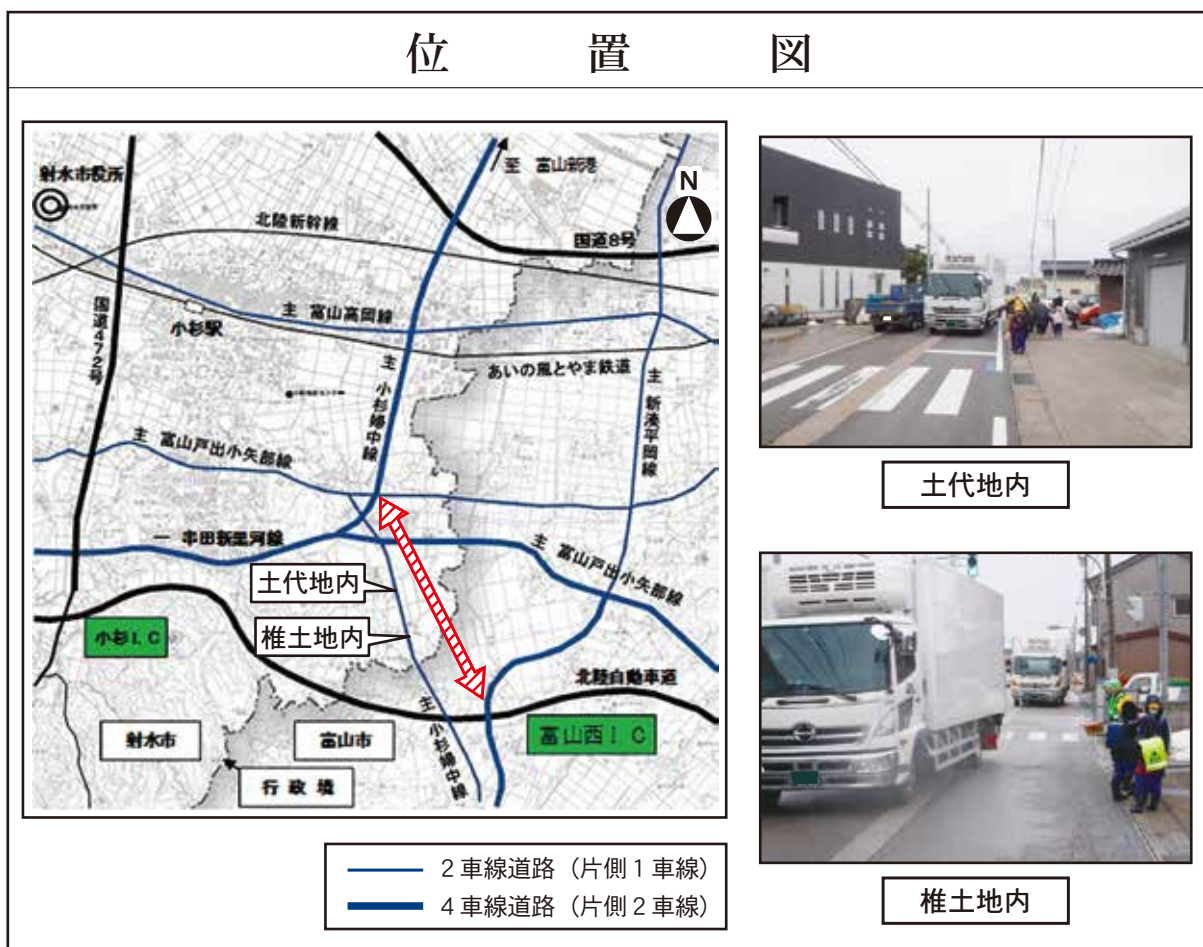 位置図
射水市役所
至 富山新港
N
北陸新幹線
国道8号
国道472号
小杉駅
主 富山高岡線
あいの風とやま鉄道
主 小杉婦中線
主 新湊平岡線
主 富山戸出小矢部線
一 串田新黒河線
主 富山戸出小矢部線
土代地内
椎土地内
小杉I.C
北陸自動車道
富山西IC
主 小杉婦中線
射水市
富山市
行政境
2車線道路（片側1車線）
4車線道路（片側2車線）
土代地内
椎土地内